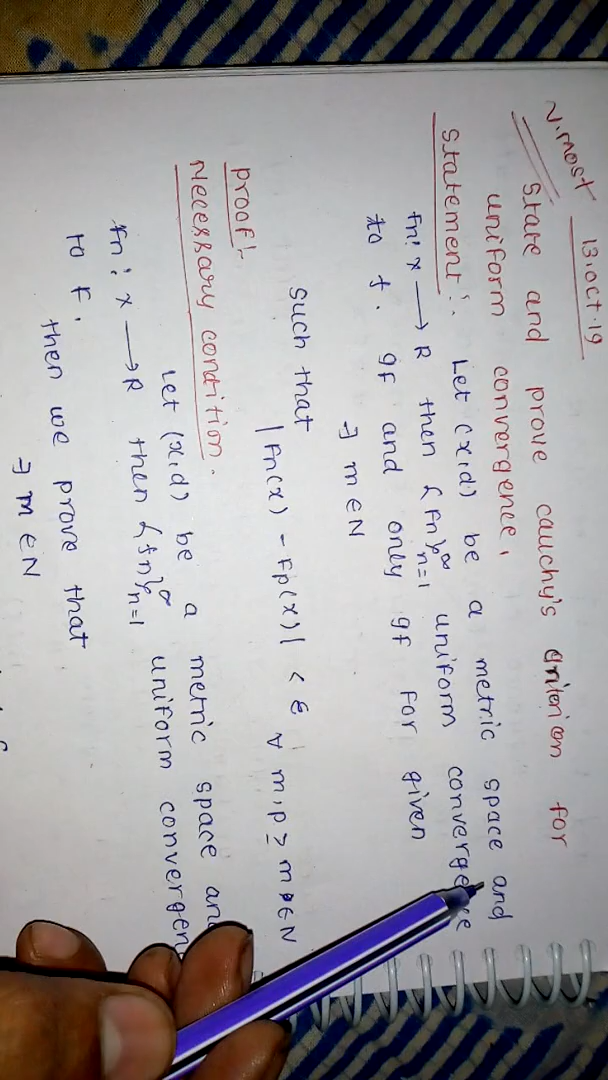 V. most 13.oct.19
State and prove cauchy's criterion for
uniform convergence.
Statement:. Let (x,d) be a metric space and
fn: x → R then {fn}∞n=1 uniform convergence
to f. gf and only gf for given
∃ m ∈ N
such that
|Fn(x) - Fp(x)| < ε ∀ m,p ≥ m ∈ N
proof:-
Necessary condition.
Let (x,d) be a metric space and
fn: x → R then {fn}∞n=1 uniform convergen
to F. then we prove that
∃ m ∈ N